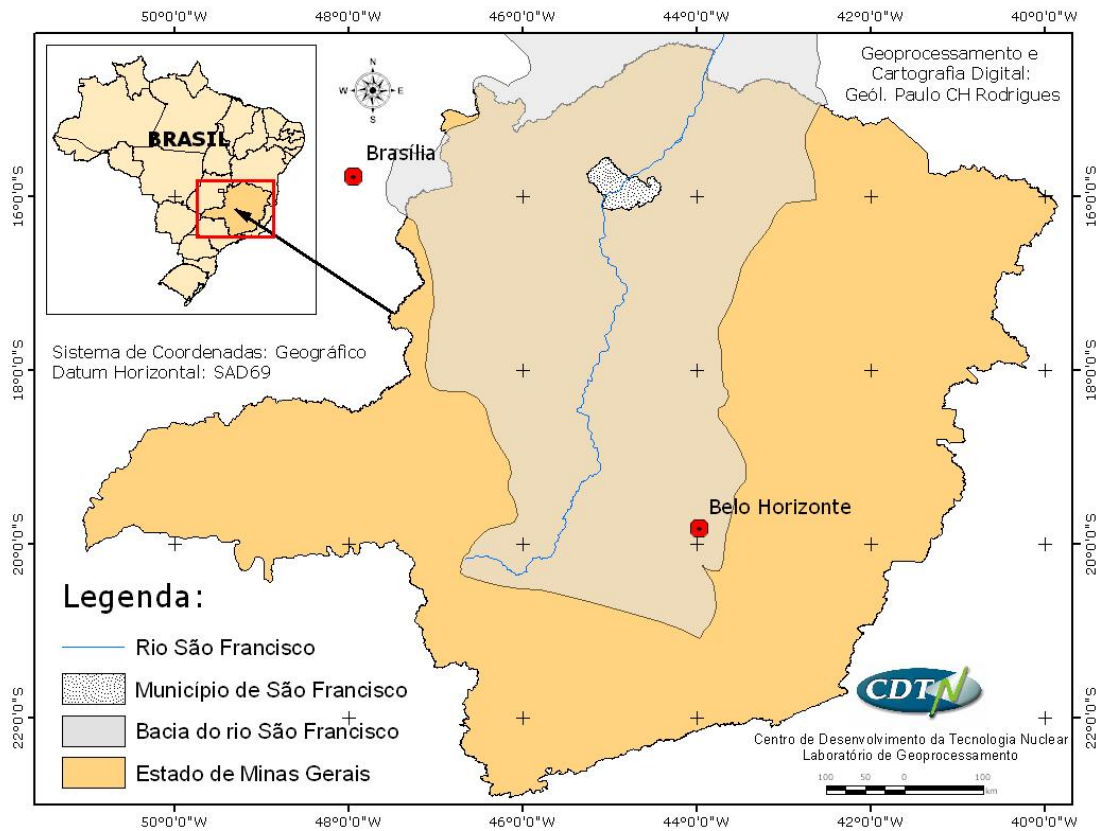 50°0'0"W 48°0'0"W 46°0'0"W 44°0'0"W 42°0'0"W 40°0'0"W
BRASIL
N
W E
S
Brasília
Geoprocessamento e
Cartografia Digital:
Geól. Paulo CH Rodrigues
16°0'0"S 16°0'0"S
Sistema de Coordenadas: Geográfico
Datum Horizontal: SAD69
18°0'0"S 18°0'0"S
Belo Horizonte
20°0'0"S 20°0'0"S
Legenda:
Rio São Francisco
Município de São Francisco
Bacia do rio São Francisco
Estado de Minas Gerais
22°0'0"S 22°0'0"S
CDTN
Centro de Desenvolvimento da Tecnologia Nuclear
Laboratório de Geoprocessamento
100 50 0 100
km
50°0'0"W 48°0'0"W 46°0'0"W 44°0'0"W 42°0'0"W 40°0'0"W